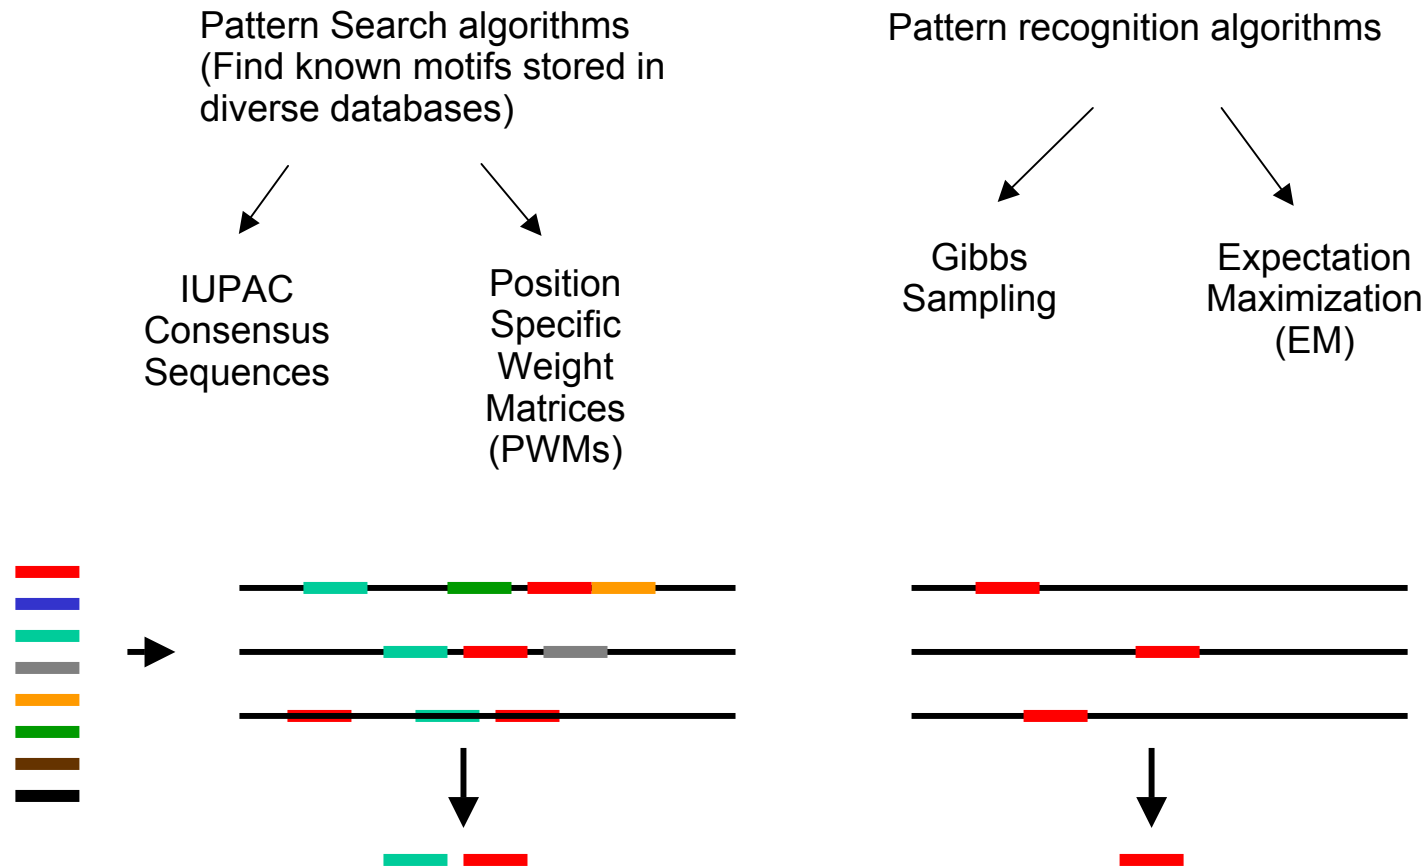 Pattern Search algorithms
(Find known motifs stored in
diverse databases)
Pattern recognition algorithms
IUPAC
Consensus
Sequences
Position
Specific
Weight
Matrices
(PWMs)
Gibbs
Sampling
Expectation
Maximization
(EM)